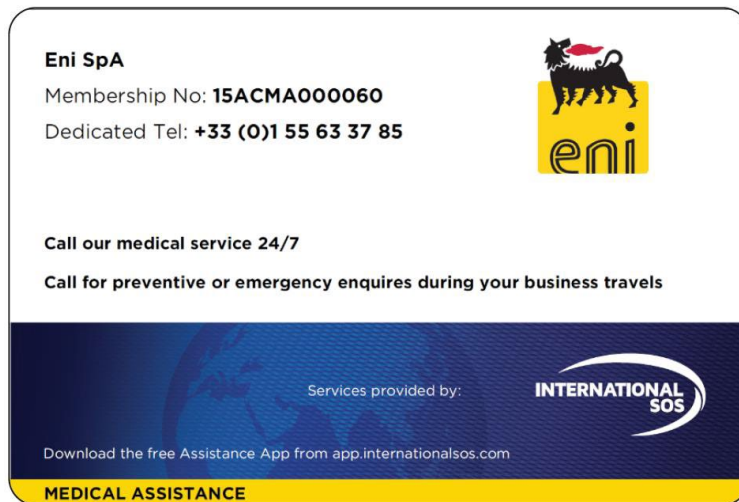 Eni SpA
Membership No: 15ACMA000060
Dedicated Tel: +33 (0)1 55 63 37 85
eni
Call our medical service 24/7
Call for preventive or emergency enquires during your business travels
Services provided by:
INTERNATIONAL
SOS
Download the free Assistance App from app.internationalsos.com
MEDICAL ASSISTANCE